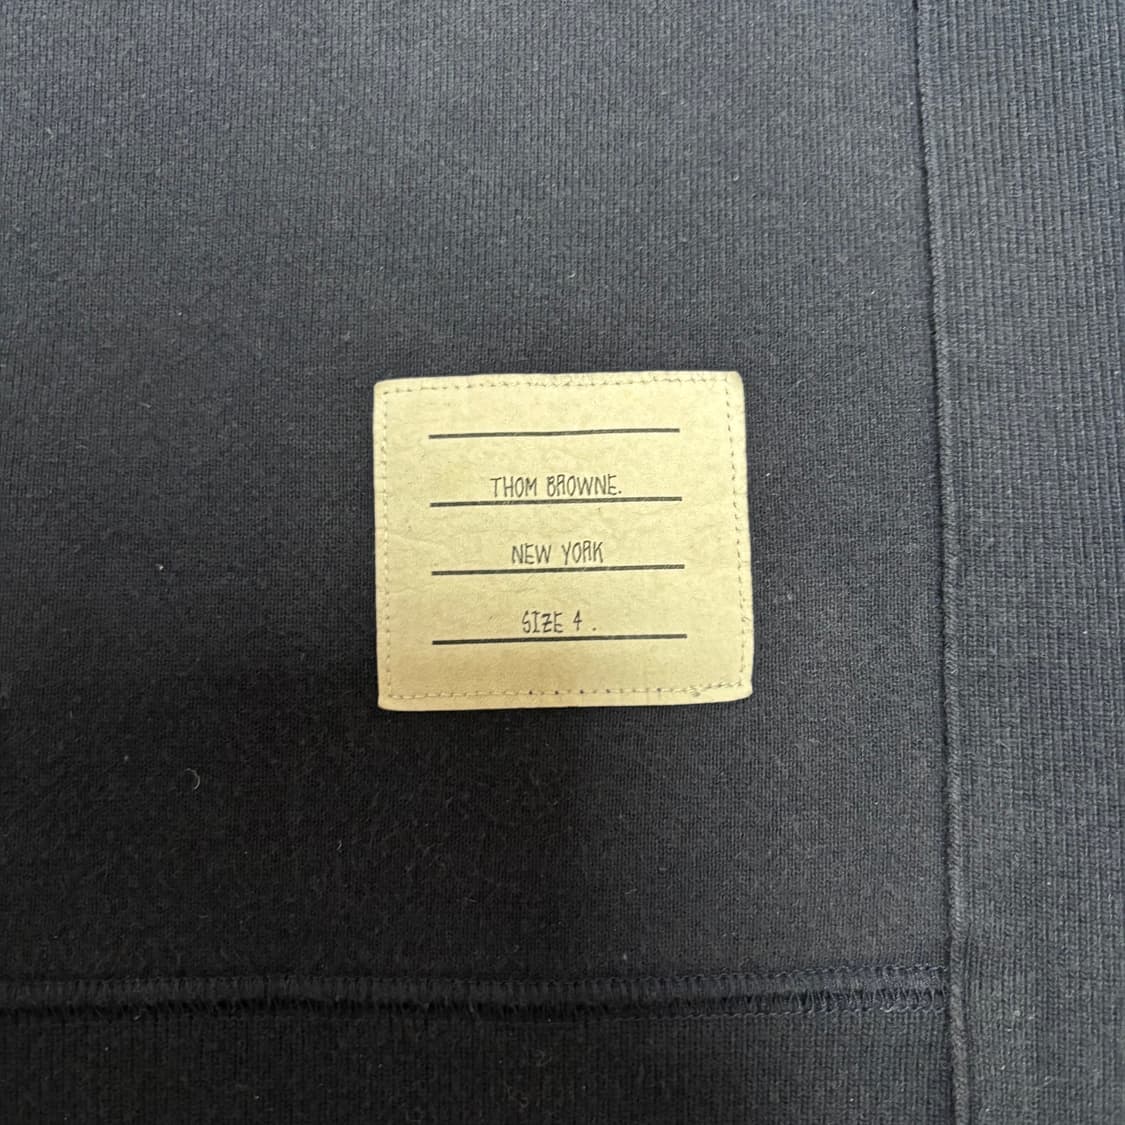 THOM BROWNE.
NEW YORK
SIZE 4 .